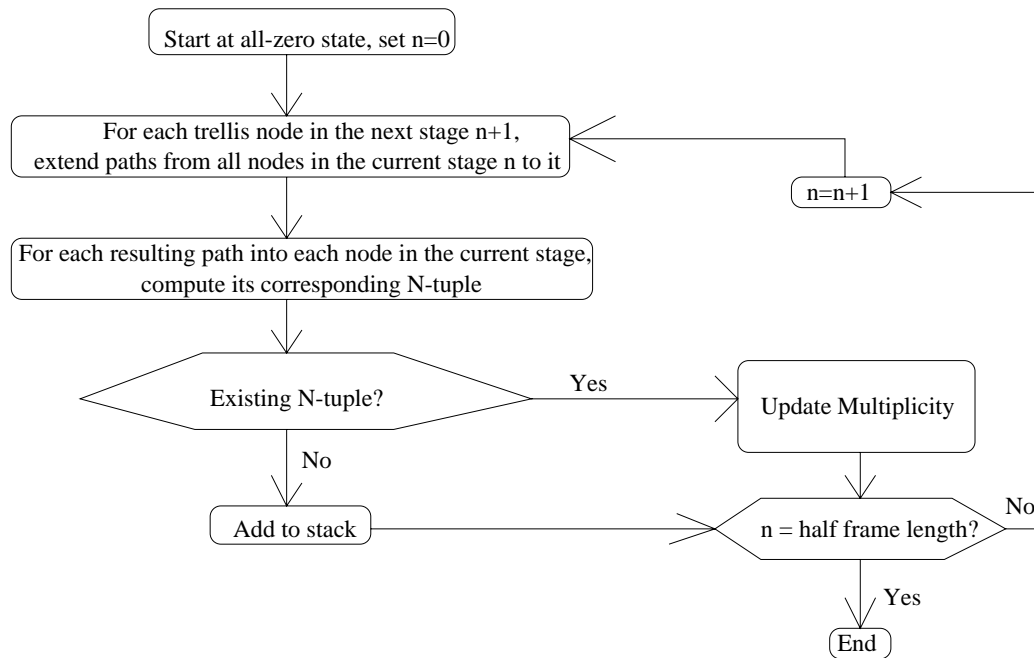 Start at all-zero state, set n=0
For each trellis node in the next stage n+1,
extend paths from all nodes in the current stage n to it
n=n+1
For each resulting path into each node in the current stage,
compute its corresponding N-tuple
Existing N-tuple?
Yes
Update Multiplicity
No
Add to stack
n = half frame length?
No
Yes
End